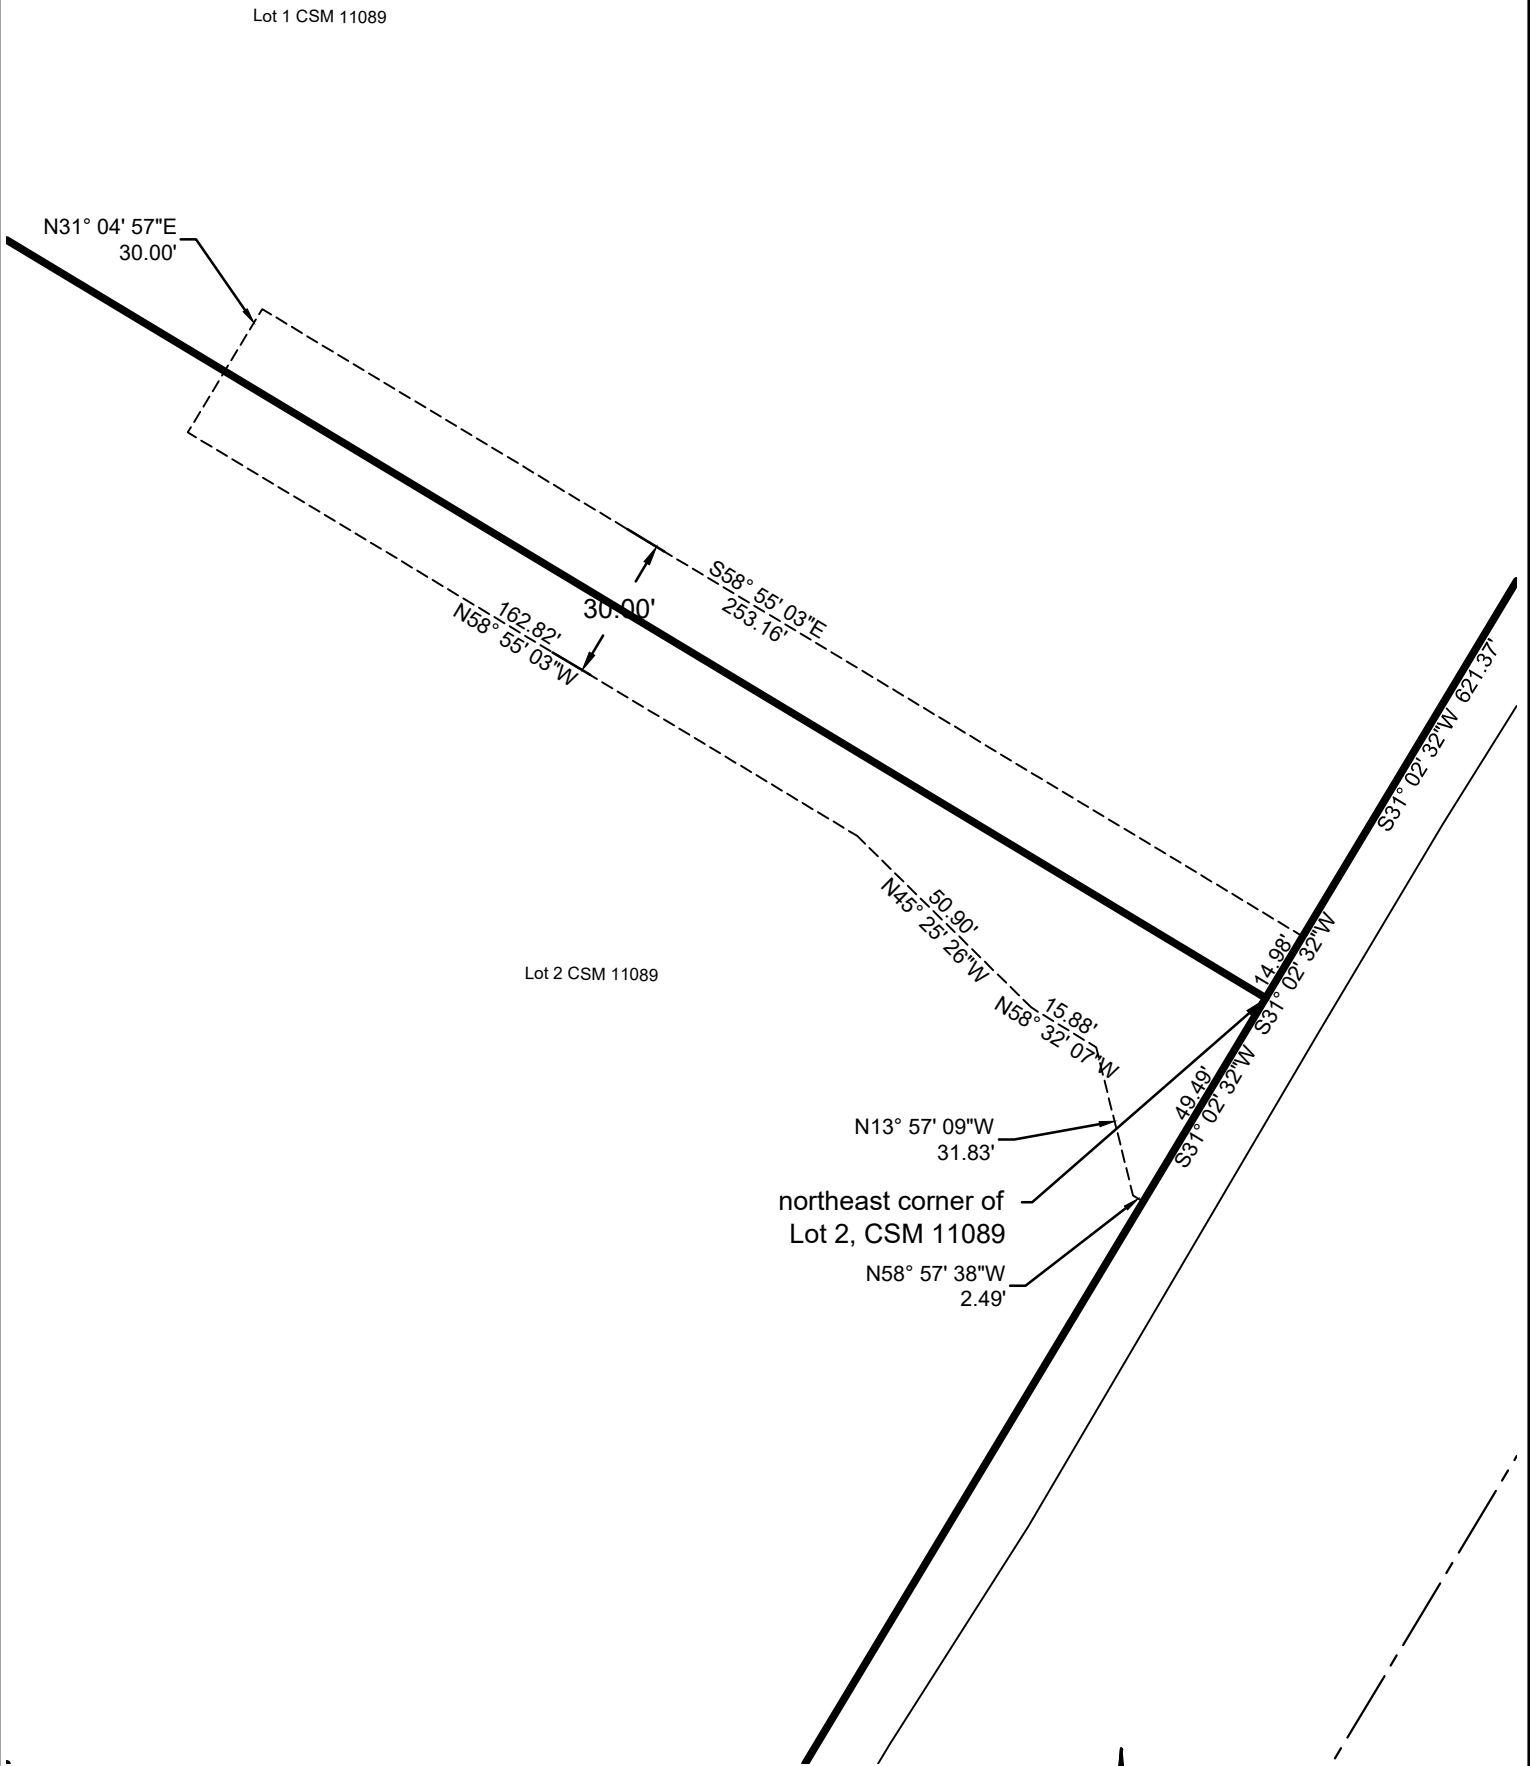 Lot 1 CSM 11089
N31° 04' 57"E
30.00'
S58° 55' 03"E
253.16'
30.00'
162.82'
N58° 55' 03"W
S31° 02' 32"W 621.37'
50.90'
N45° 25' 26"W
14.98'
S31° 02' 32"W
Lot 2 CSM 11089
15.88'
N58° 32' 07"W
49.49'
S31° 02' 32"W
N13° 57' 09"W
31.83'
northeast corner of
Lot 2, CSM 11089
N58° 57' 38"W
2.49'